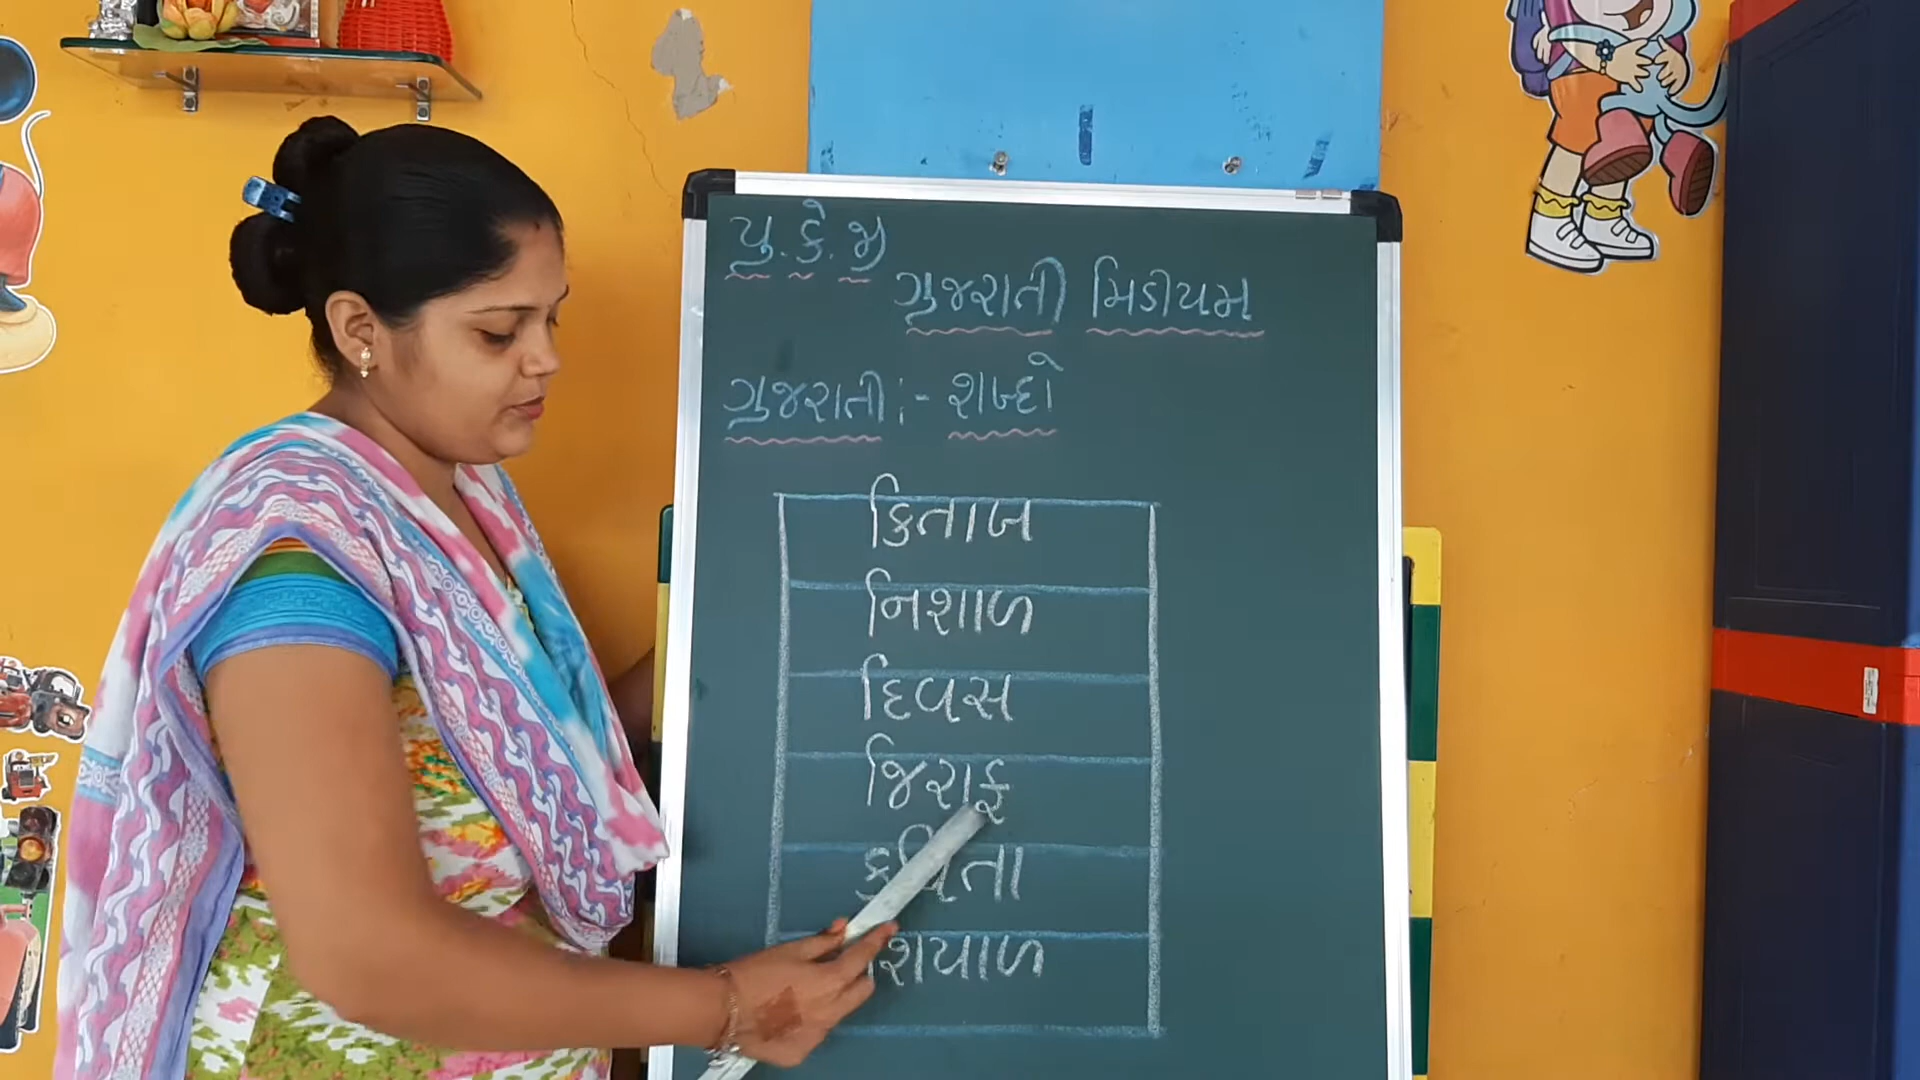 યુ. કે. જી
ગુજરાતી મિડીયમ
ગુજરાતી :- શબ્દો
કિતાબ
નિશાળ
દિવસ
જિરાફ
કવિતા
શિયાળ